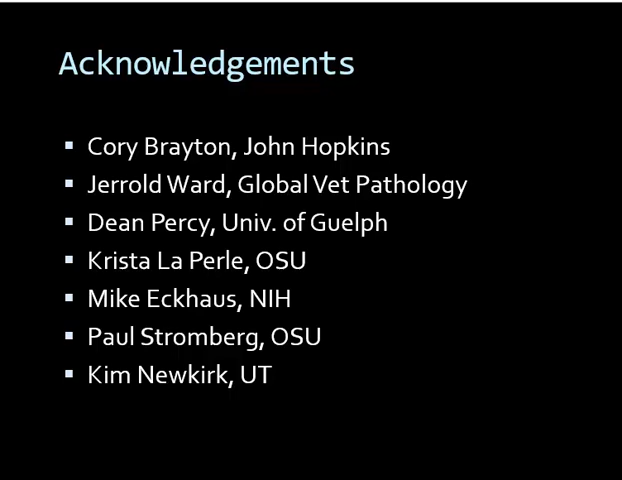 Acknowledgements
Cory Brayton, John Hopkins
Jerrold Ward, Global Vet Pathology
Dean Percy, Univ. of Guelph
Krista La Perle, OSU
Mike Eckhaus, NIH
Paul Stromberg, OSU
Kim Newkirk, UT